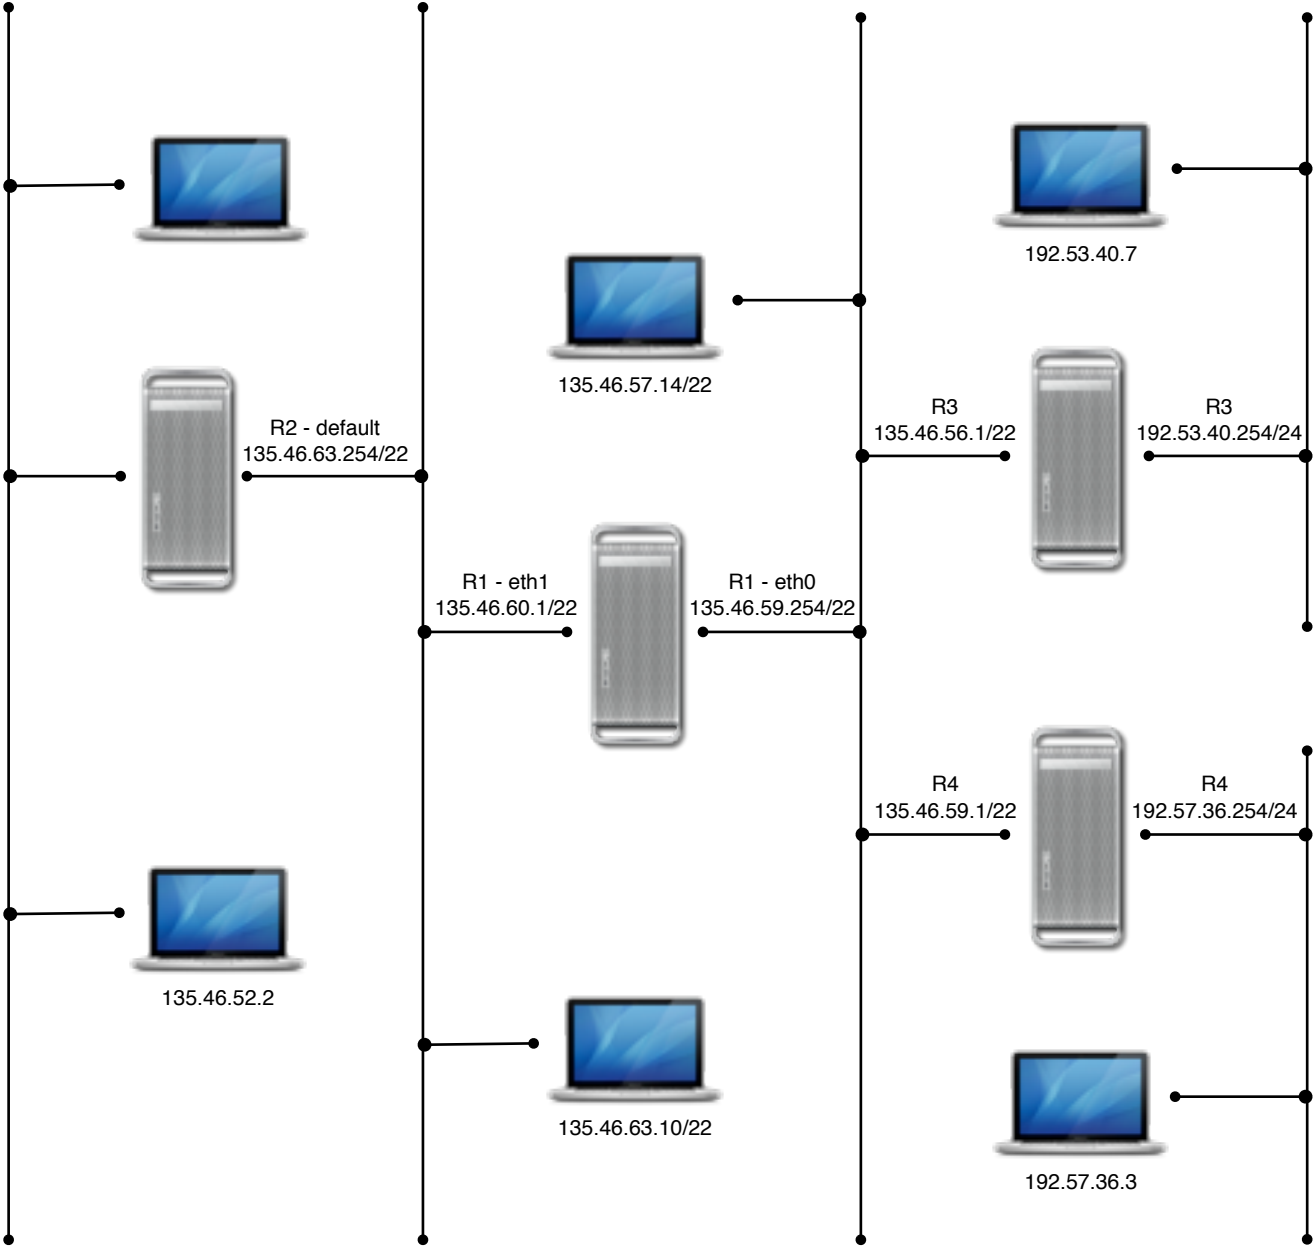 192.53.40.7
135.46.57.14/22
R2 - default
135.46.63.254/22
R3
135.46.56.1/22
R3
192.53.40.254/24
R1 - eth1
135.46.60.1/22
R1 - eth0
135.46.59.254/22
R4
135.46.59.1/22
R4
192.57.36.254/24
135.46.52.2
135.46.63.10/22
192.57.36.3